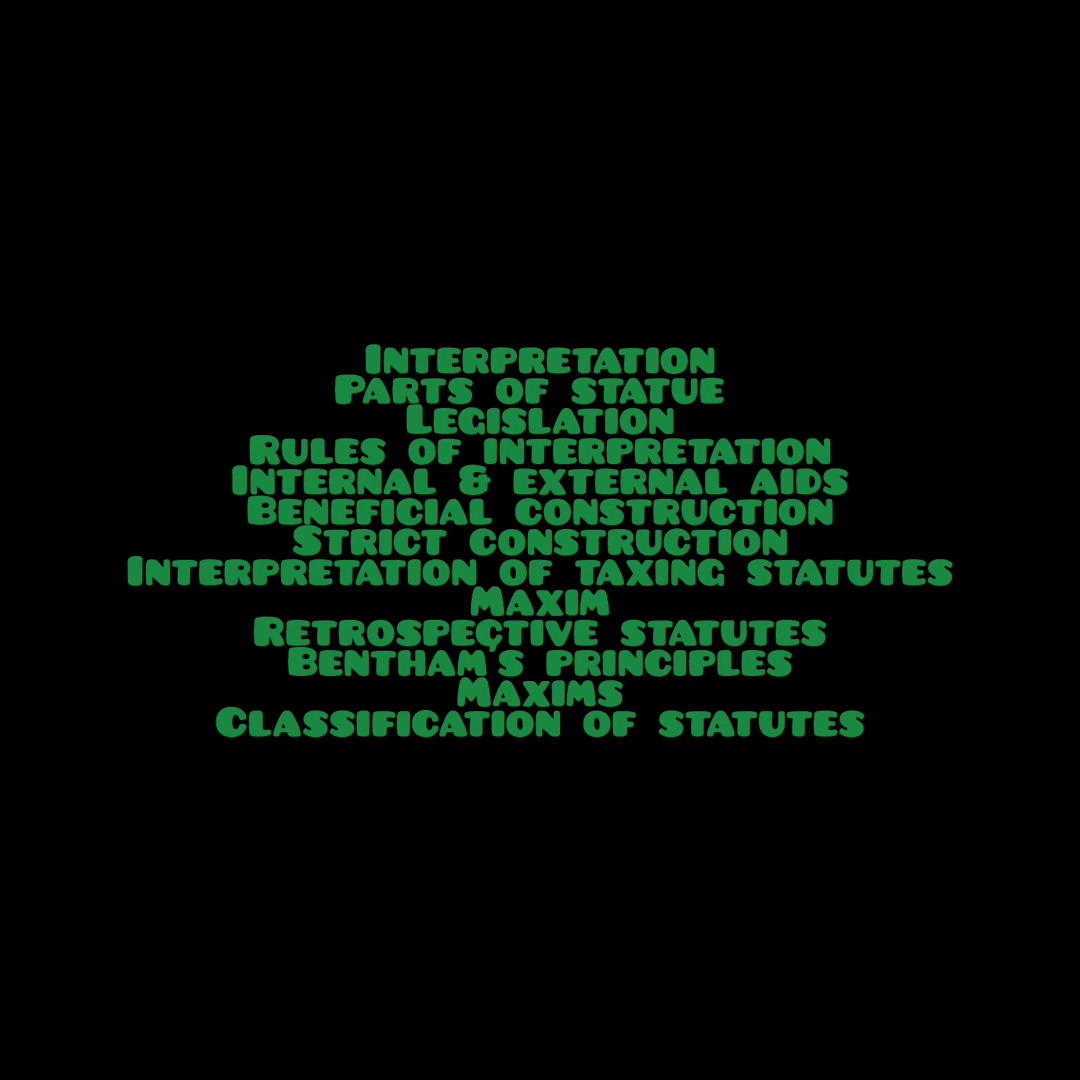 Interpretation
Parts of statue
Legislation
Rules of interpretation
Internal & external aids
Beneficial construction
Strict construction
Interpretation of taxing statutes
Maxim
Retrospective statutes
Bentham's principles
Maxims
Classification of statutes